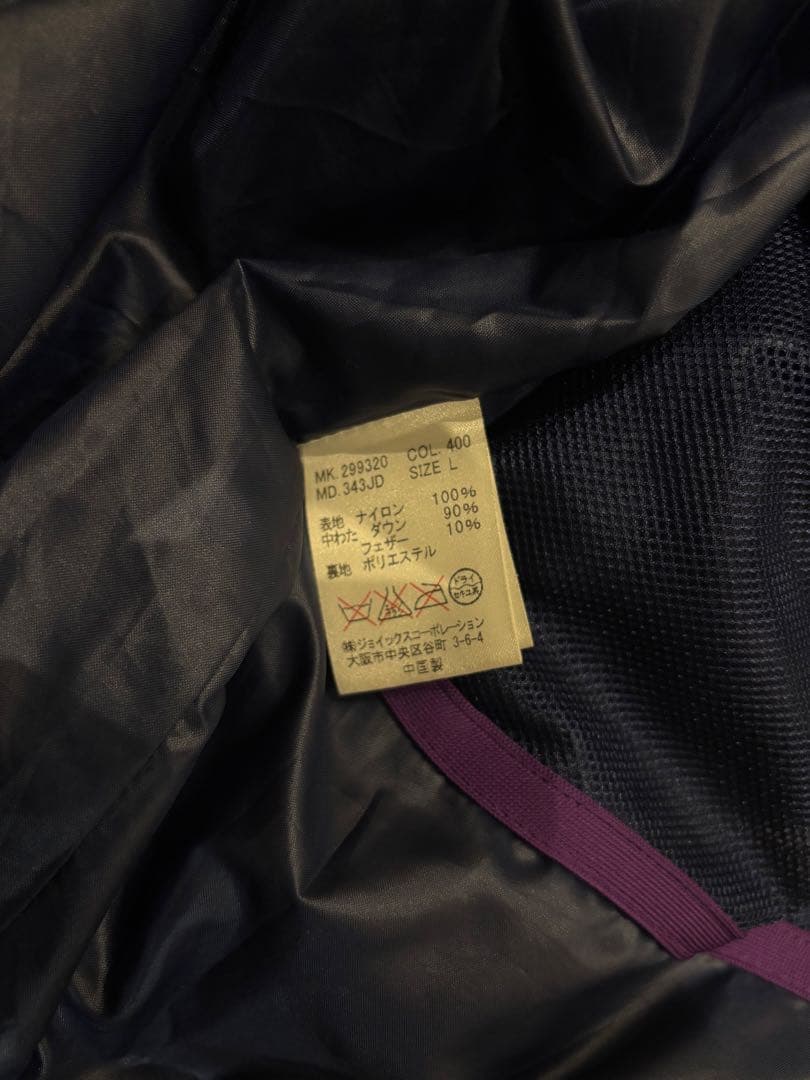 MK. 299320 COL. 400
MD. 343JD SIZE L
表地 ナイロン 100%
中わた ダウン 90%
フェザー 10%
裏地 ポリエステル
ドライ
セキユ系
㈱ジョイックスコーポレーション
大阪市中央区谷町 3-6-4
中国製